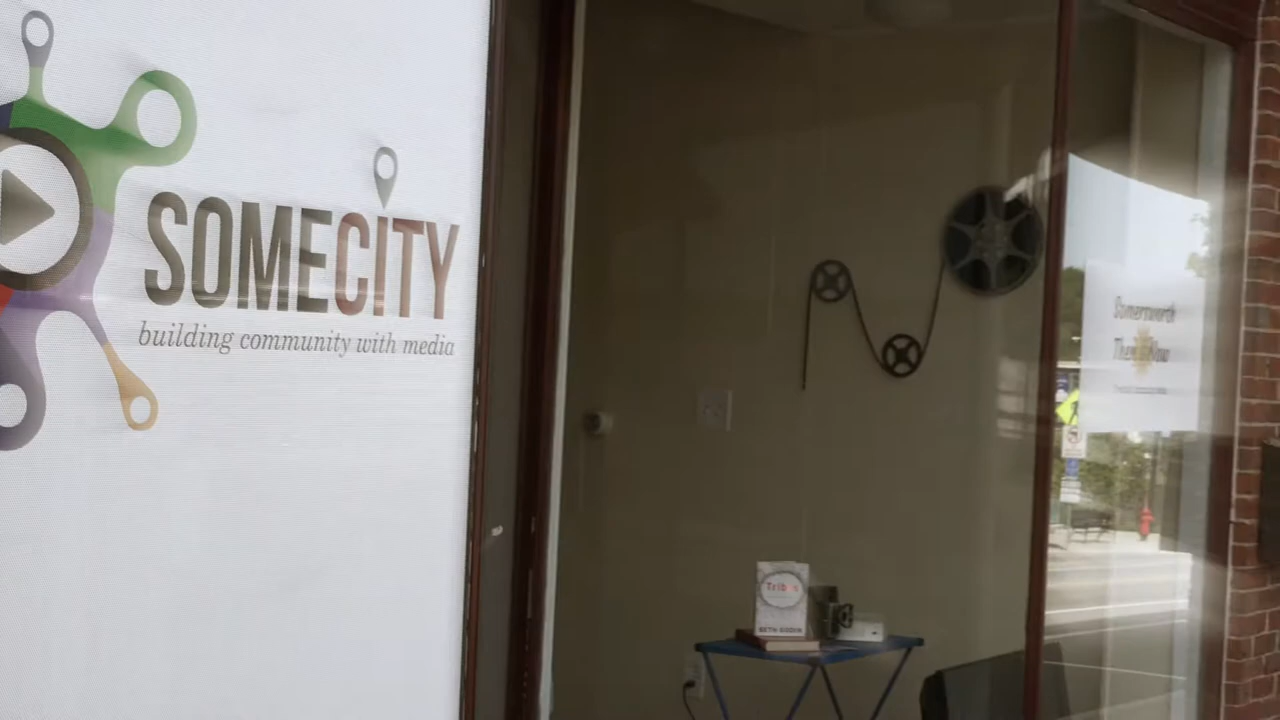 SOMECITY
building community with media
Somersworth
Then Now
Tribes
SETH GODIN